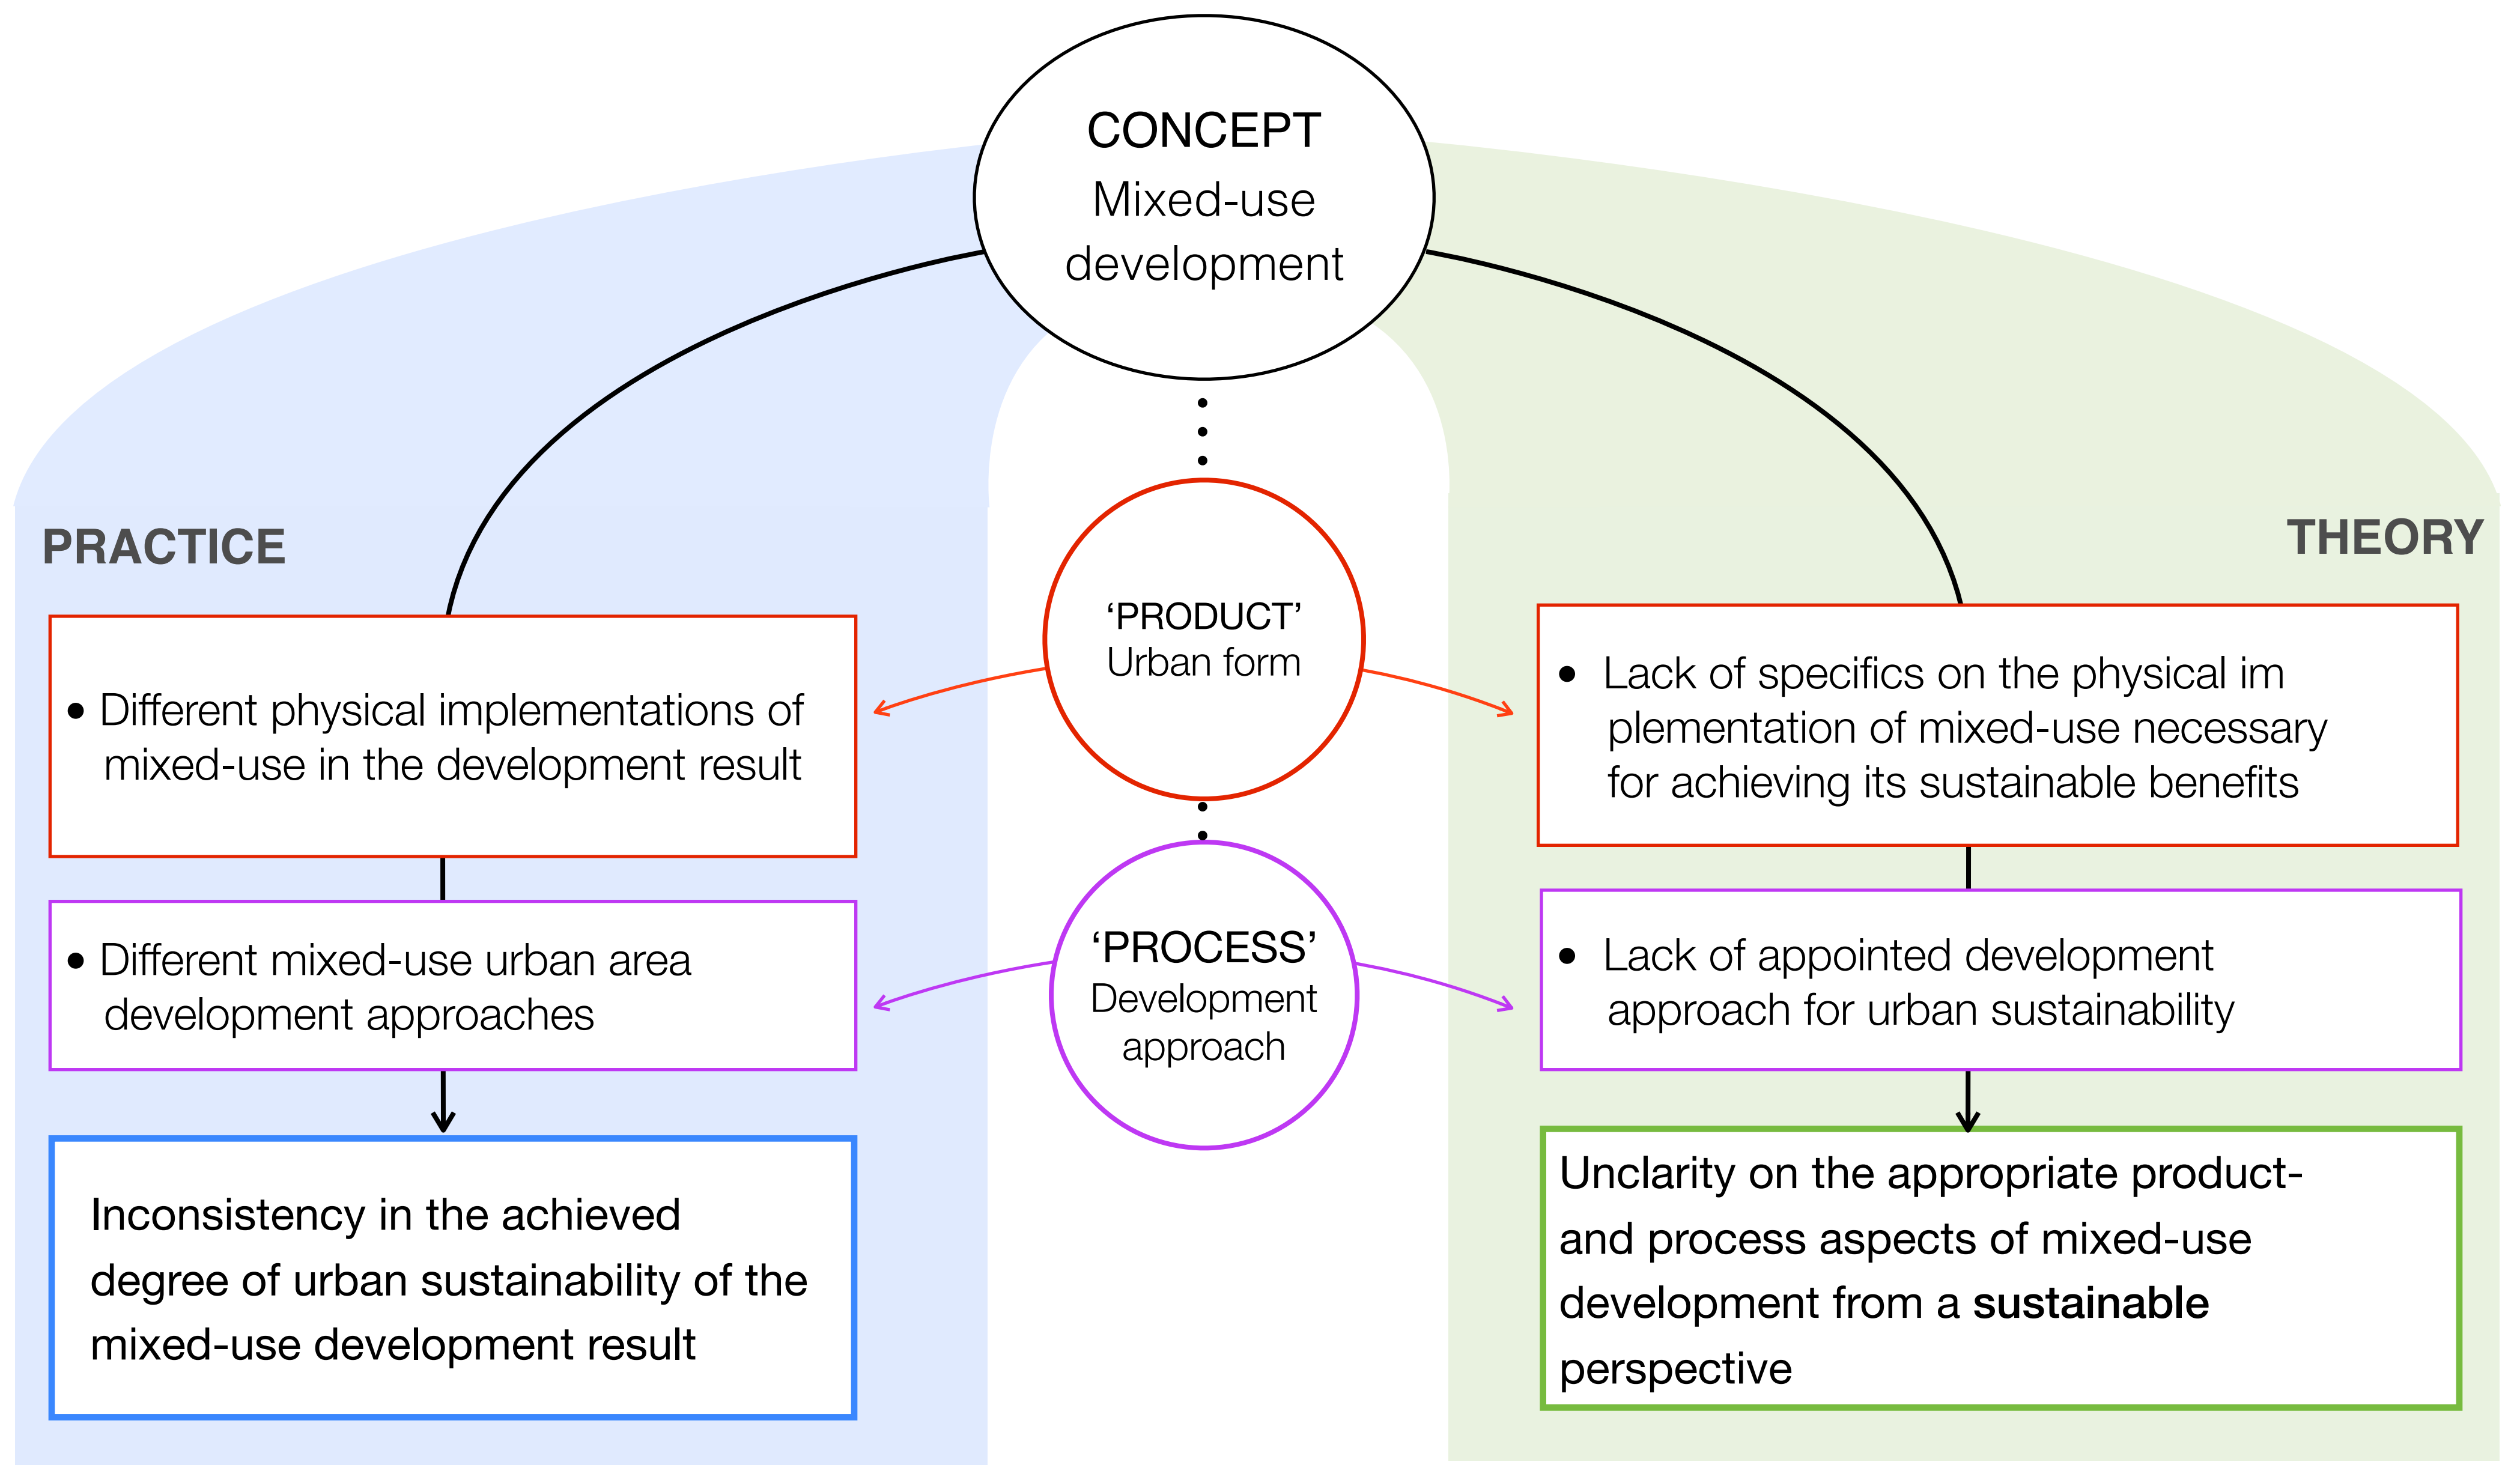 CONCEPT
Mixed-use
development
PRACTICE
THEORY
‘PRODUCT’
Urban form
• Different physical implementations of
mixed-use in the development result
• Lack of specifics on the physical im
plementation of mixed-use necessary
for achieving its sustainable benefits
‘PROCESS’
Development
approach
• Different mixed-use urban area
development approaches
• Lack of appointed development
approach for urban sustainability
Inconsistency in the achieved
degree of urban sustainability of the
mixed-use development result
Unclarity on the appropriate product-
and process aspects of mixed-use
development from a sustainable
perspective